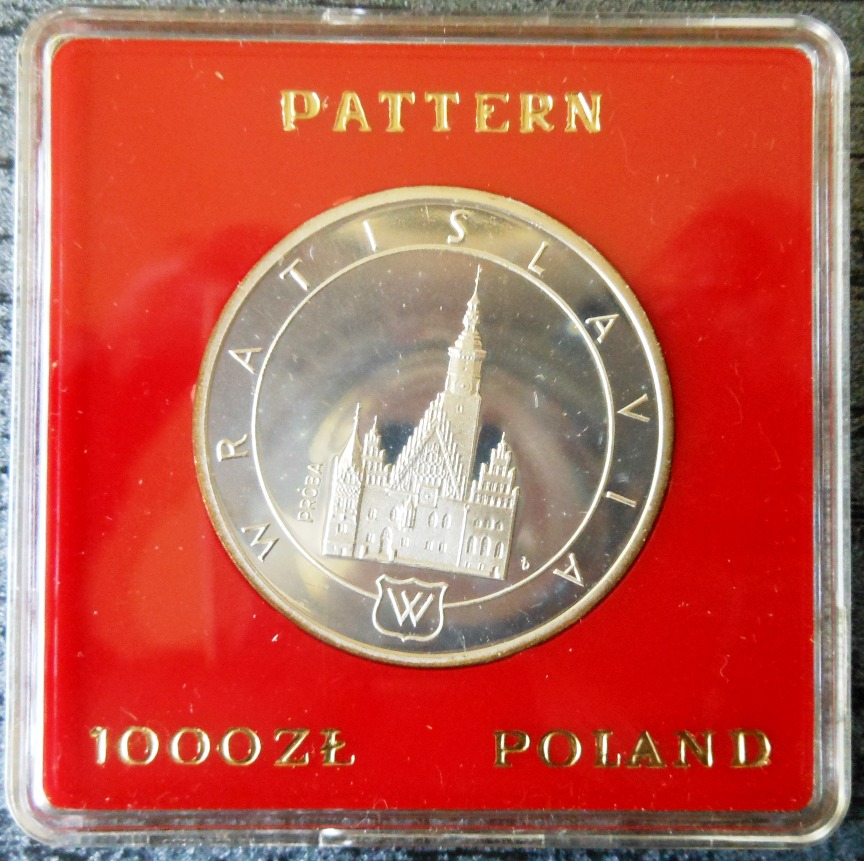 PATTERN
WRATISLAVIA
PRÓBA
W
1000 ZŁ POLAND